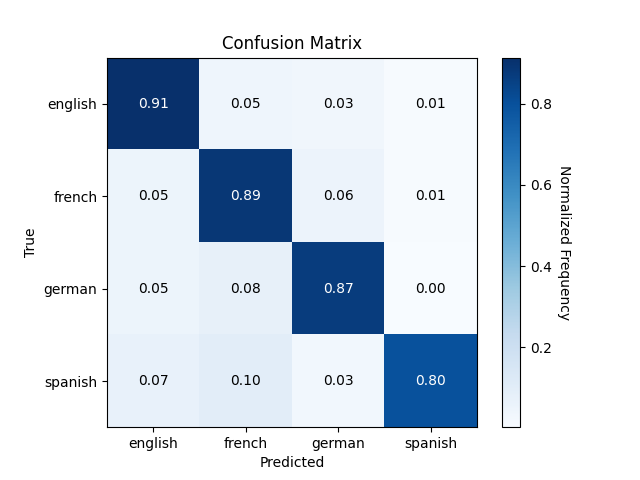 Confusion Matrix
english 0.91 0.05 0.03 0.01
french 0.05 0.89 0.06 0.01
german 0.05 0.08 0.87 0.00
spanish 0.07 0.10 0.03 0.80
english french german spanish
Predicted
True
0.8
0.6
0.4
0.2
Normalized Frequency